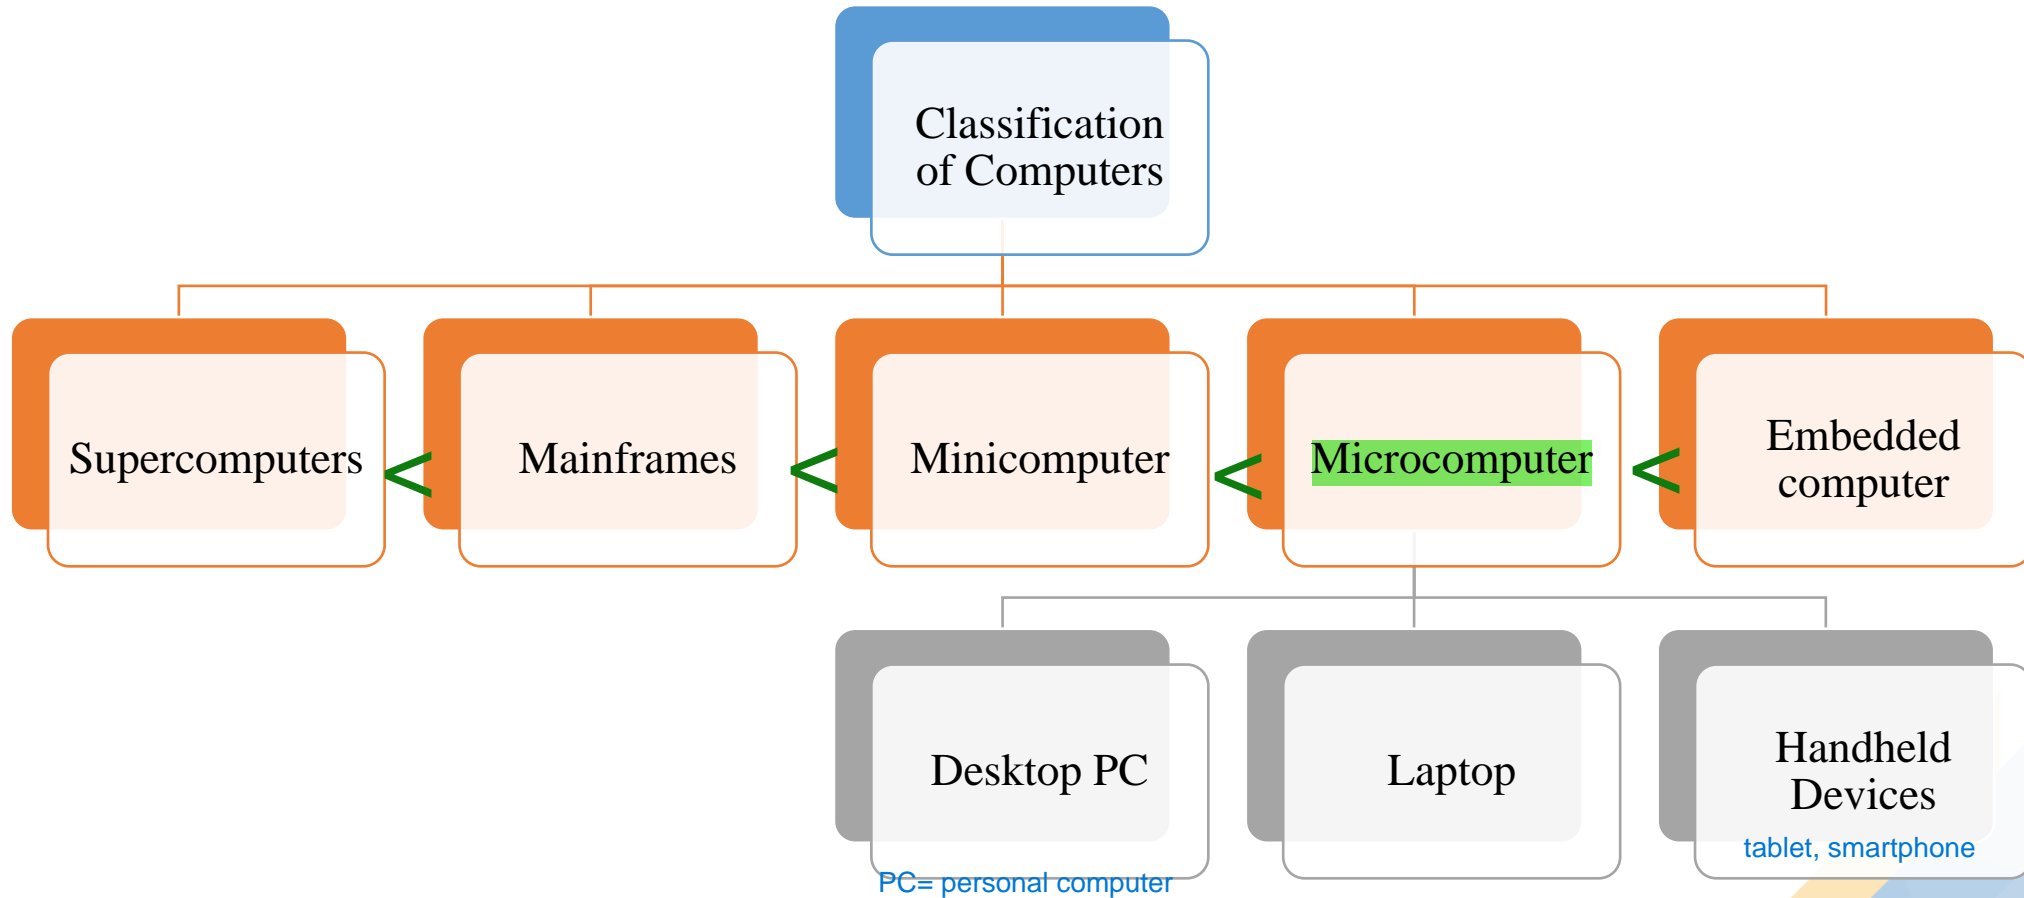 Classification
of Computers
Supercomputers < Mainframes < Minicomputer < Microcomputer < Embedded
computer
Desktop PC
Laptop
Handheld
Devices
tablet, smartphone
PC= personal computer